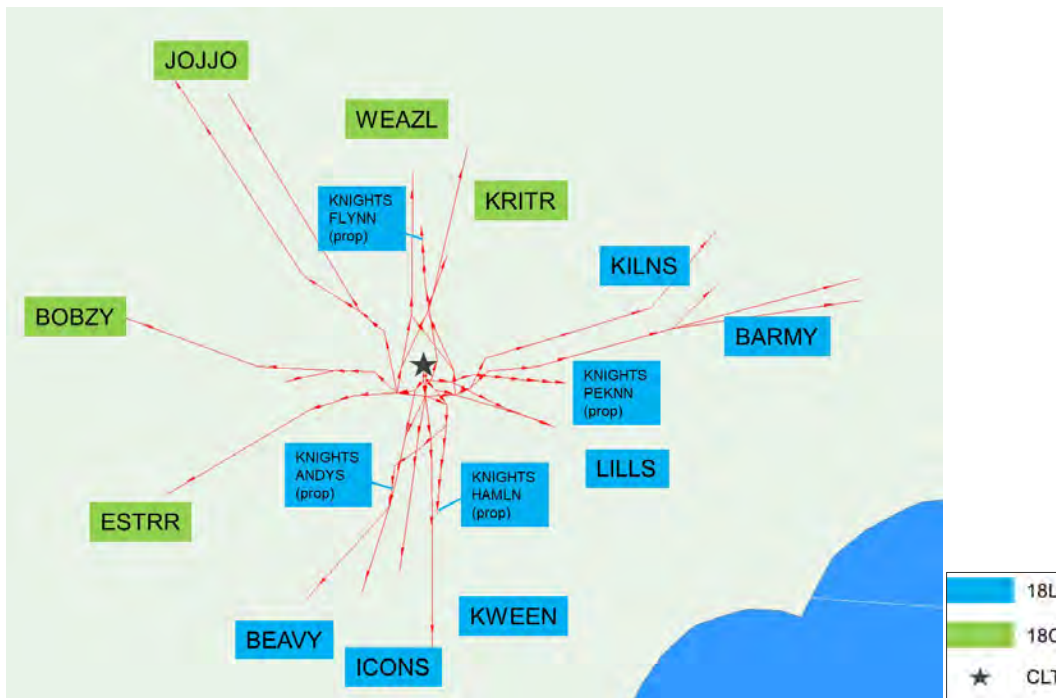 JOJJO
WEAZL
KNIGHTS
FLYNN
(prop)
KRITR
KILNS
BOBZY
BARMY
KNIGHTS
PEKNN
(prop)
KNIGHTS
ANDYS
(prop)
KNIGHTS
HAMLN
(prop)
LILLS
ESTRR
KWEEN
BEAVY
ICONS
18L
18C
CLT